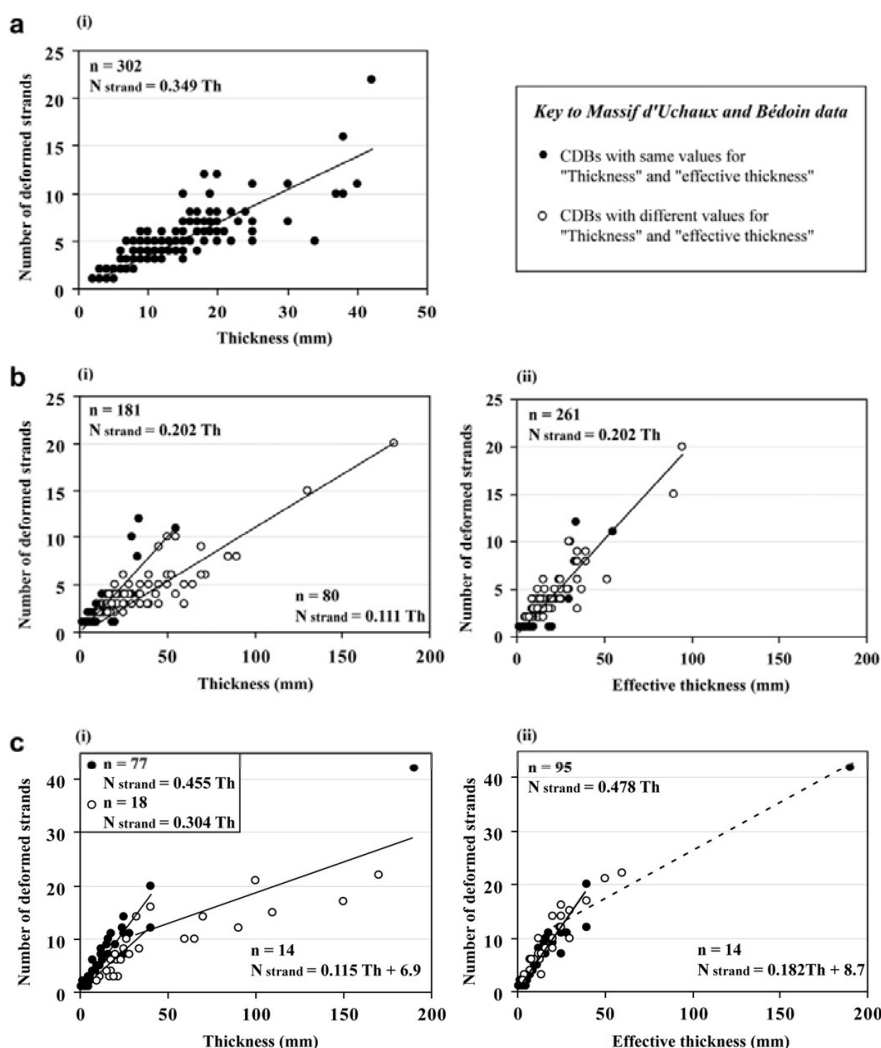 a
(i)
n = 302
N strand = 0.349 Th
Number of deformed strands
25
20
15
10
5
0
10
20
30
40
50
Thickness (mm)
Key to Massif d'Uchaux and Bédoin data
CDBs with same values for
"Thickness" and "effective thickness"
CDBs with different values for
"Thickness" and "effective thickness"
b
(i)
n = 181
N strand = 0.202 Th
Number of deformed strands
25
20
15
10
5
0
n = 80
N strand = 0.111 Th
0
50
100
150
200
Thickness (mm)
(ii)
n = 261
N strand = 0.202 Th
Number of deformed strands
25
20
15
10
5
0
0
50
100
150
200
Effective thickness (mm)
c
(i)
n = 77
N strand = 0.455 Th
n = 18
N strand = 0.304 Th
Number of deformed strands
40
30
20
10
0
n = 14
N strand = 0.115 Th + 6.9
0
50
100
150
200
Thickness (mm)
(ii)
n = 95
N strand = 0.478 Th
Number of deformed strands
40
30
20
10
0
n = 14
N strand = 0.182Th + 8.7
0
50
100
150
200
Effective thickness (mm)